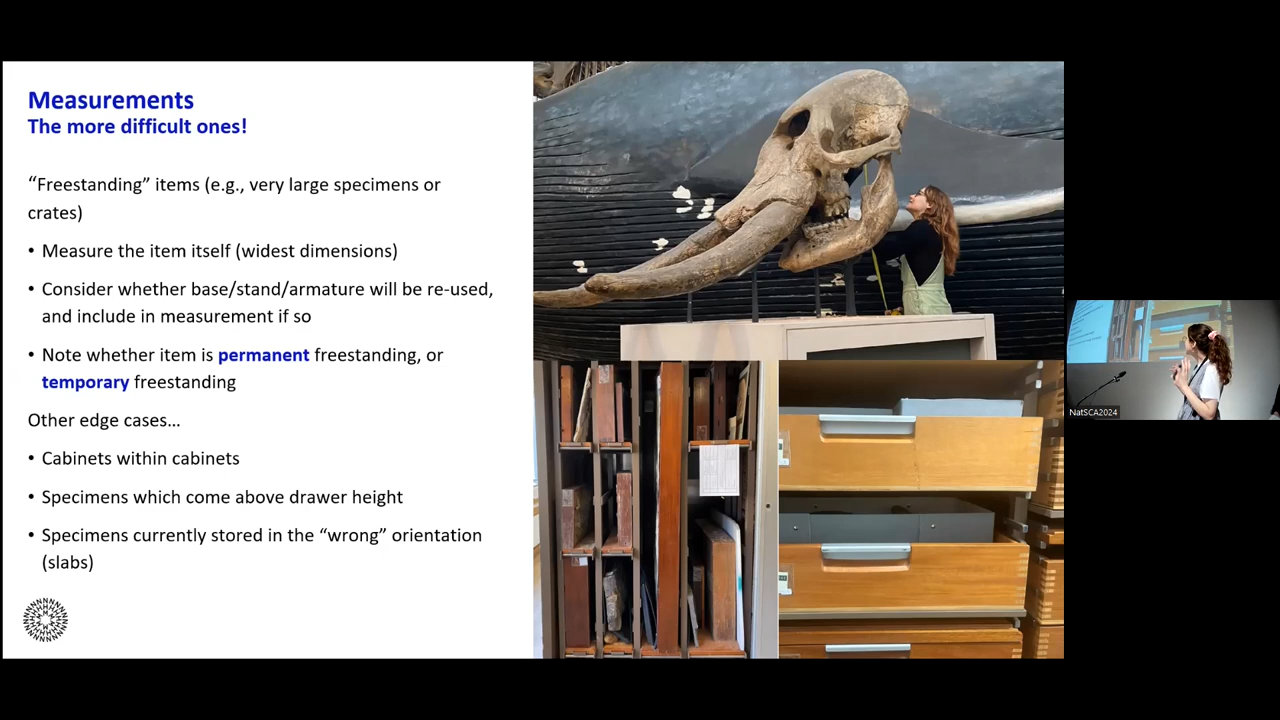 Measurements
The more difficult ones!
“Freestanding” items (e.g., very large specimens or
crates)
• Measure the item itself (widest dimensions)
• Consider whether base/stand/armature will be re-used,
and include in measurement if so
• Note whether item is permanent freestanding, or
temporary freestanding
Other edge cases…
• Cabinets within cabinets
• Specimens which come above drawer height
• Specimens currently stored in the “wrong” orientation
(slabs)
NatSCA2024